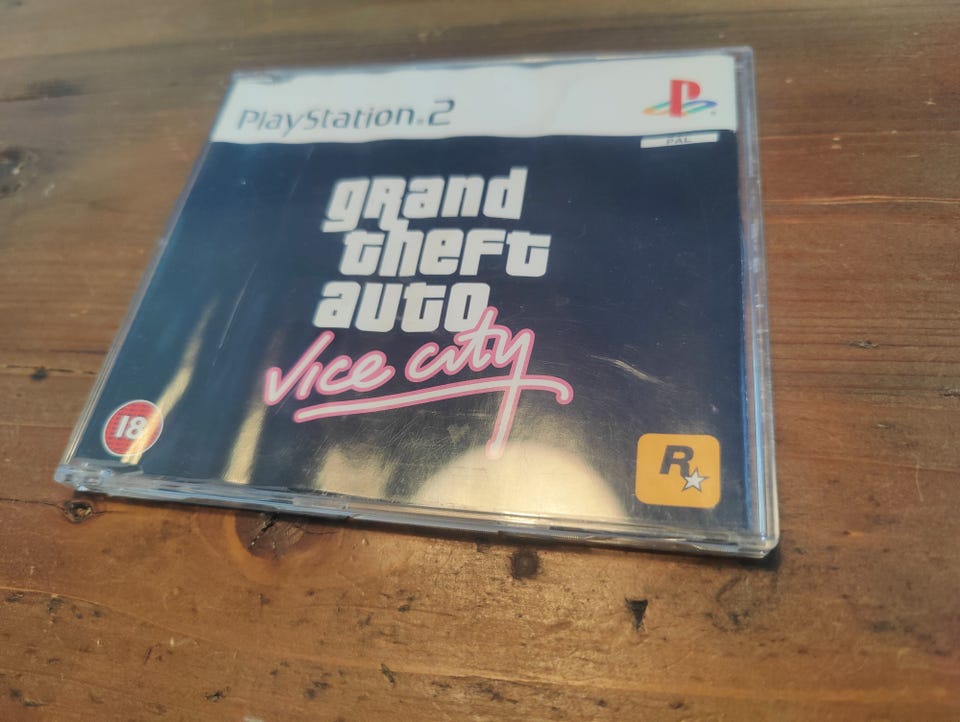 PlayStation.2
PAL
grand
theft
auto
vice city
18
R